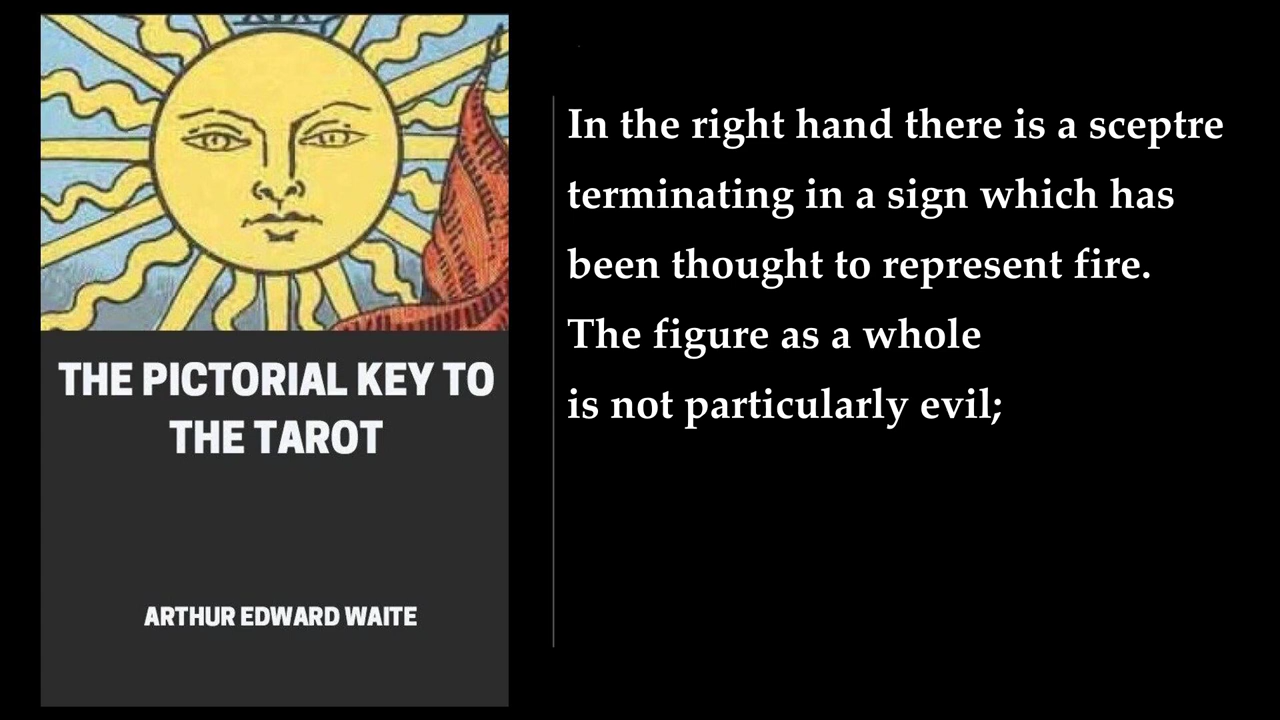 XIX
THE PICTORIAL KEY TO
THE TAROT
ARTHUR EDWARD WAITE
In the right hand there is a sceptre
terminating in a sign which has
been thought to represent fire.
The figure as a whole
is not particularly evil;